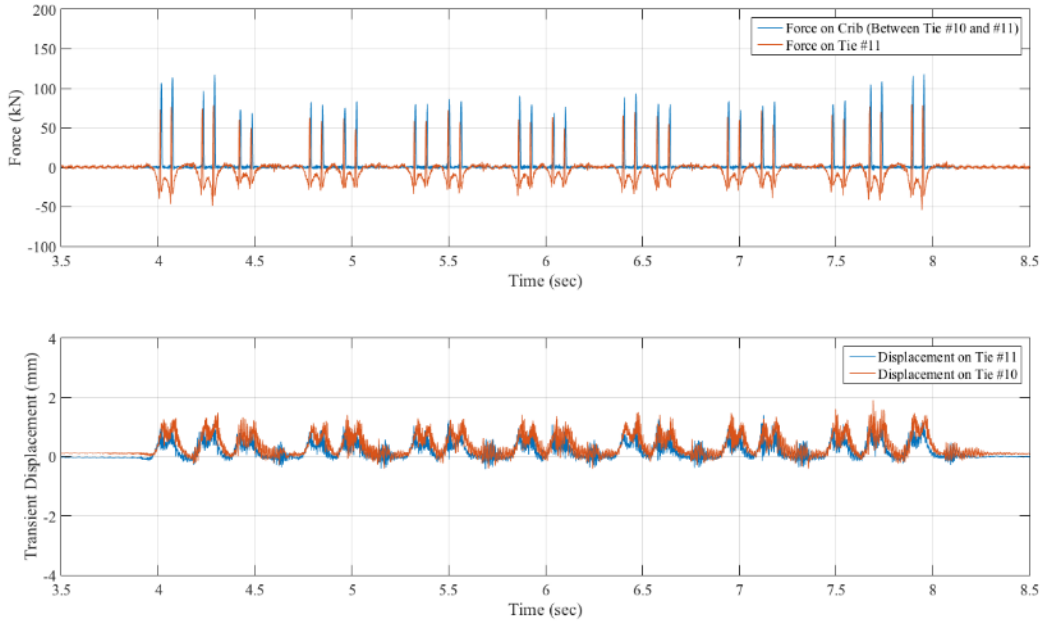 200
150
100
50
0
-50
-100
Force (kN)
Force on Crib (Between Tie #10 and #11)
Force on Tie #11
3.5 4 4.5 5 5.5 6 6.5 7 7.5 8 8.5
Time (sec)
4
2
0
-2
-4
Transient Displacement (mm)
Displacement on Tie #11
Displacement on Tie #10
3.5 4 4.5 5 5.5 6 6.5 7 7.5 8 8.5
Time (sec)